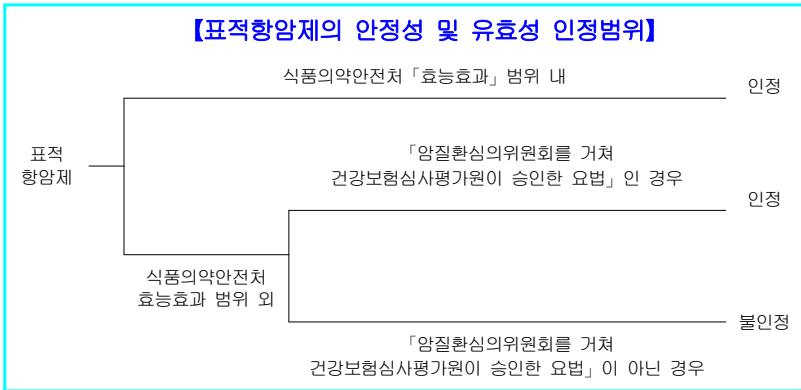 【표적항암제의 안정성 및 유효성 인정범위】
식품의약안전처「효능효과」범위 내
인정
표적
항암제
「암질환심의위원회를 거쳐
건강보험심사평가원이 승인한 요법」인 경우
인정
식품의약안전처
효능효과 범위 외
불인정
「암질환심의위원회를 거쳐
건강보험심사평가원이 승인한 요법」이 아닌 경우